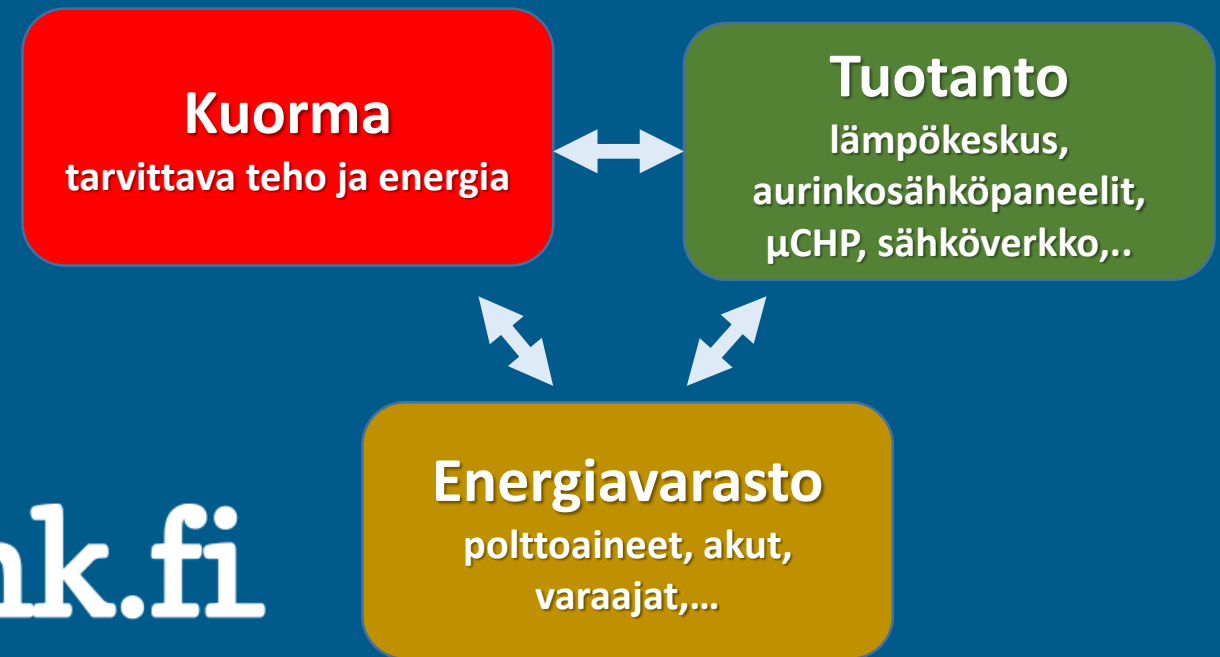 Kuorma
tarvittava teho ja energia
Tuotanto
lämpökeskus,
aurinkosähköpaneelit,
µCHP, sähköverkko,..
Energiavarasto
polttoaineet, akut,
varaajat,...
nk.fi